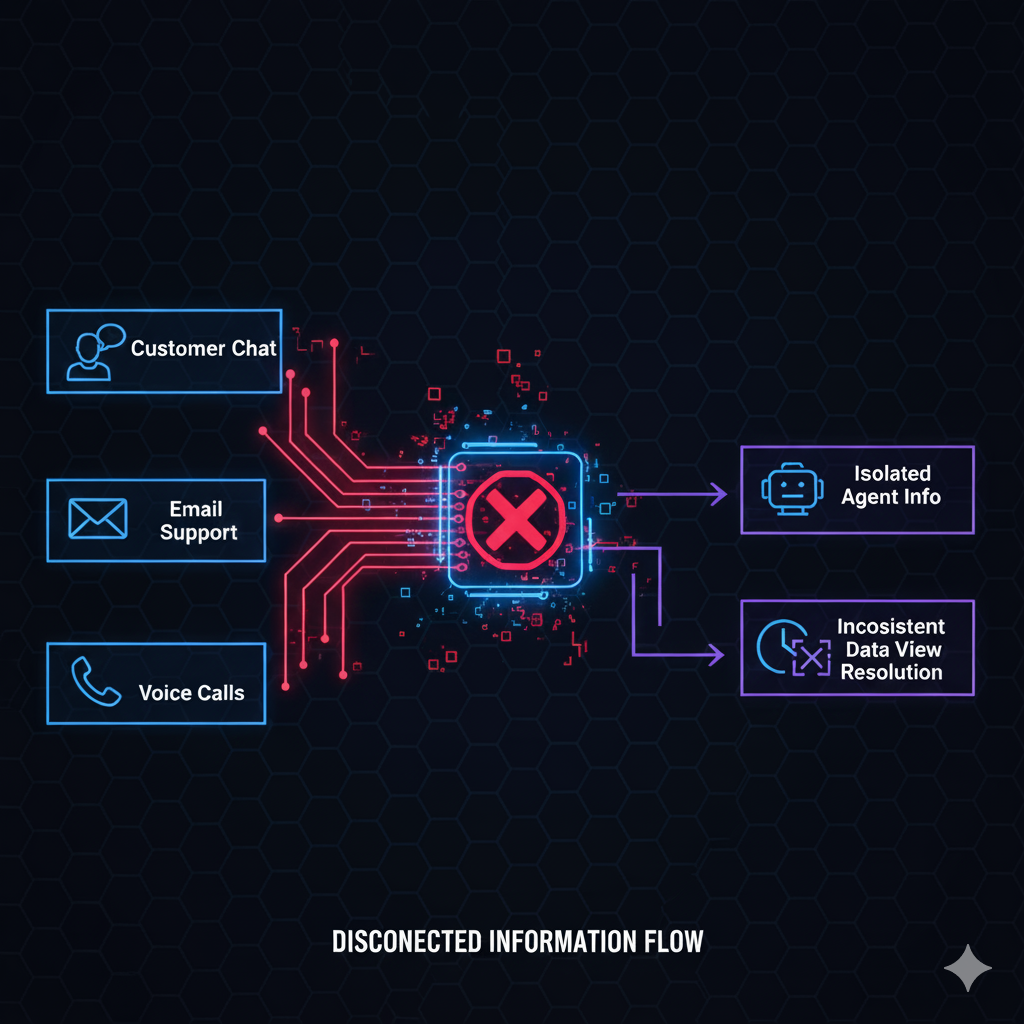 Customer Chat
Email
Support
Voice Calls
Isolated
Agent Info
Incosistent
Data View
Resolution
DISCONECTED INFORMATION FLOW